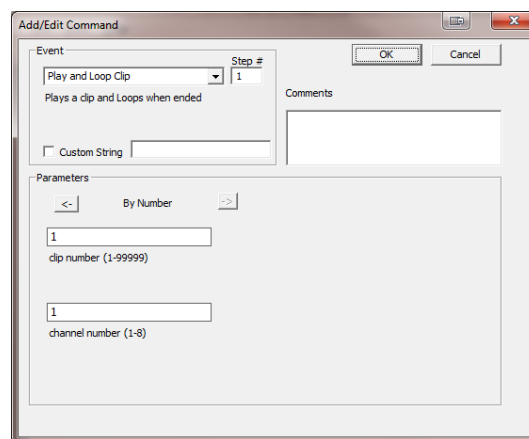 Add/Edit Command
Event
Step #
Play and Loop Clip
1
Plays a clip and Loops when ended
Custom String
OK
Cancel
Comments
Parameters
<-
By Number
->
1
clip number (1-99999)
1
channel number (1-8)